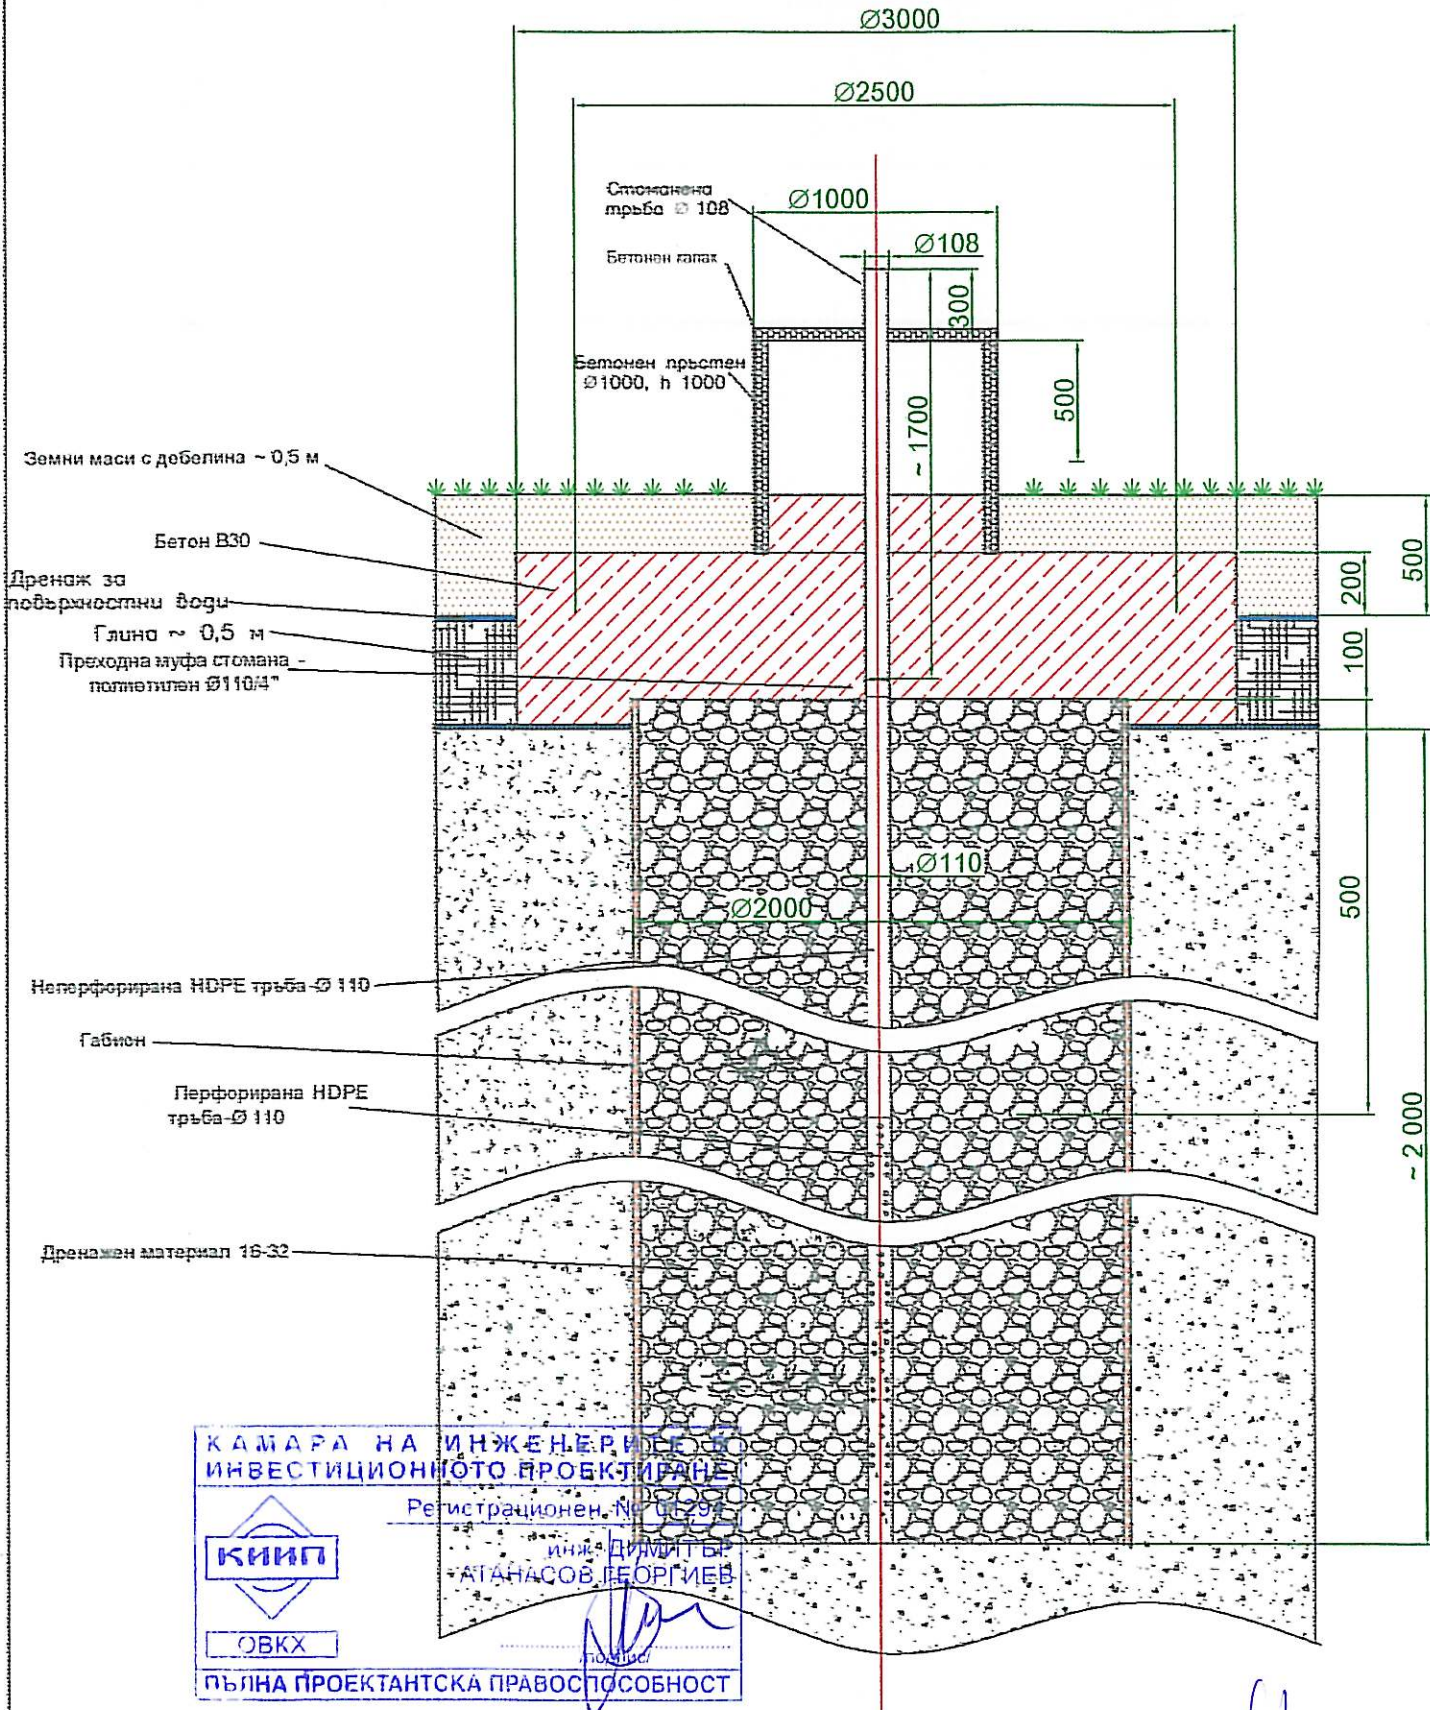 Ø3000
Ø2500
Стоманена
тръба Ø 108
Ø1000
Ø108
Бетонен капак
300
Бетонен пръстен
Ø1000, h 1000
500
~ 1700
Земни маси с дебелина ~ 0,5 м
Бетон В30
Дренаж за
повърхностни води
Глина ~ 0,5 м
Преходна муфа стомана -
полиетилен Ø110/4"
200
500
100
Ø110
Ø2000
500
Неперфорирана HDPE тръба-Ø 110
Габион
Перфорирана HDPE
тръба-Ø 110
~ 2 000
Дренажен материал 16-32
КАМАРА НА ИНЖЕНЕРИТЕ В
ИНВЕСТИЦИОННОТО ПРОЕКТИРАНЕ
Регистрационен № 01294
инж. ДИМИТЪР
АТАНАСОВ ГЕОРГИЕВ
КИИП
ОВКХ
/подпис/
ПЪЛНА ПРОЕКТАНТСКА ПРАВОСПОСОБНОСТ